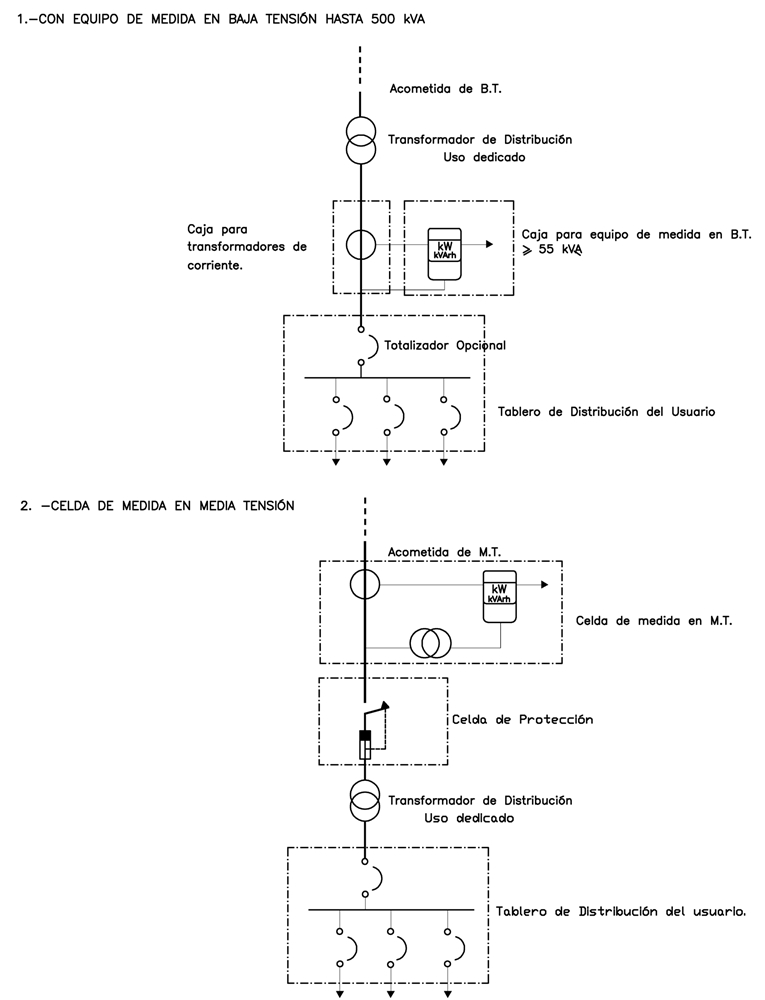 1.–CON EQUIPO DE MEDIDA EN BAJA TENSIÓN HASTA 500 kVA
Acometida de B.T.
Transformador de Distribución
Uso dedicado
Caja para
transformadores de
corriente.
kW
kVArh
Caja para equipo de medida en B.T.
⩾ 55 kVA
Totalizador Opcional
Tablero de Distribución del Usuario
2. –CELDA DE MEDIDA EN MEDIA TENSIÓN
Acometida de M.T.
kW
kVArh
Celda de medida en M.T.
Celda de Protección
Transformador de Distribución
Uso dedicado
Tablero de Distribución del usuario.